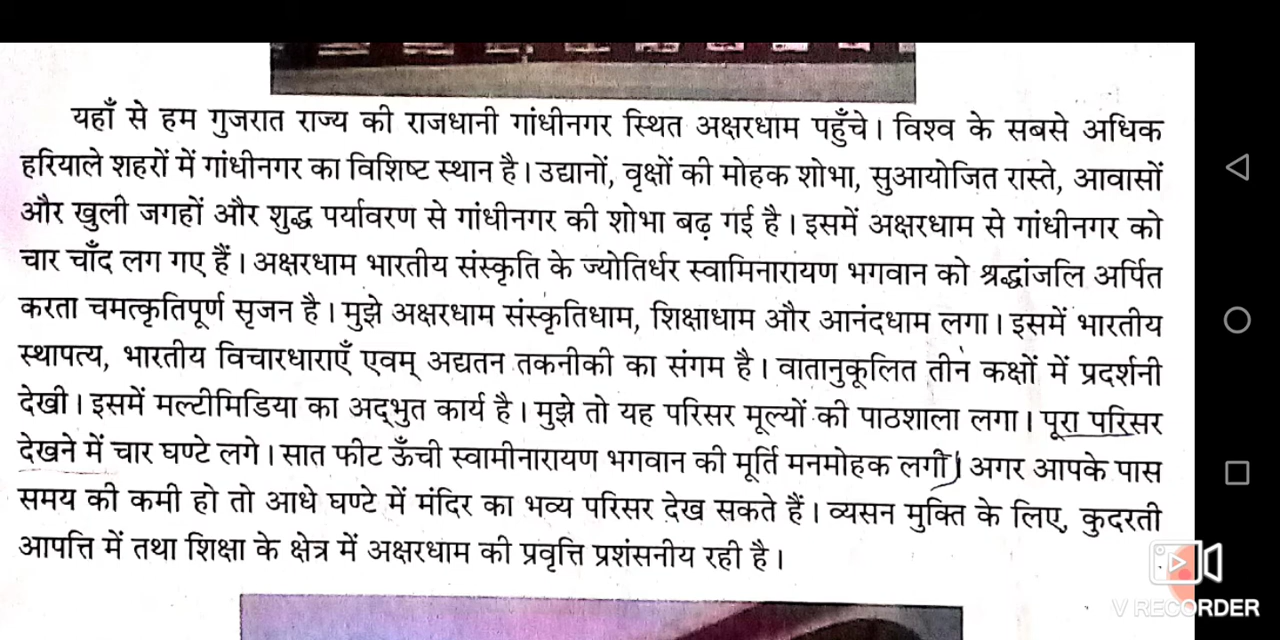 यहाँ से हम गुजरात राज्य की राजधानी गांधीनगर स्थित अक्षरधाम पहुँचे। विश्व के सबसे अधिक
हरियाले शहरों में गांधीनगर का विशिष्ट स्थान है। उद्यानों, वृक्षों की मोहक शोभा, सुआयोजित रास्ते, आवासों
और खुली जगहों और शुद्ध पर्यावरण से गांधीनगर की शोभा बढ़ गई है। इसमें अक्षरधाम से गांधीनगर को
चार चाँद लग गए हैं। अक्षरधाम भारतीय संस्कृति के ज्योतिर्धर स्वामिनारायण भगवान को श्रद्धांजलि अर्पित
करता चमत्कृतिपूर्ण सृजन है। मुझे अक्षरधाम संस्कृतिधाम, शिक्षाधाम और आनंदधाम लगा। इसमें भारतीय
स्थापत्य, भारतीय विचारधाराएँ एवम् अद्यतन तकनीकी का संगम है। वातानुकूलित तीन कक्षों में प्रदर्शनी
देखी। इसमें मल्टीमिडिया का अद्‌भुत कार्य है। मुझे तो यह परिसर मूल्यों की पाठशाला लगा। पूरा परिसर
देखने में चार घण्टे लगे। सात फीट ऊँची स्वामीनारायण भगवान की मूर्ति मनमोहक लगी। अगर आपके पास
समय की कमी हो तो आधे घण्टे में मंदिर का भव्य परिसर देख सकते हैं। व्यसन मुक्ति के लिए, कुदरती
आपत्ति में तथा शिक्षा के क्षेत्र में अक्षरधाम की प्रवृत्ति प्रशंसनीय रही है।
V RECORDER